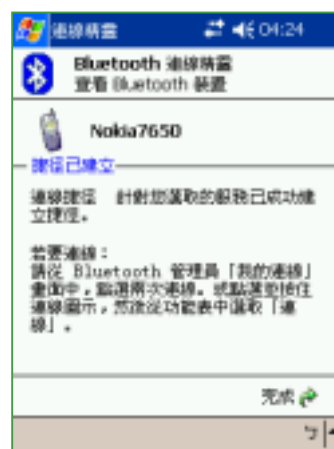 連線精靈 04:24
Bluetooth 連線精靈
查看 Bluetooth 裝置
Nokia7650
捷徑已建立
連線捷徑 針對您選取的服務已成功建
立捷徑。
若要連線:
請從 Bluetooth 管理員「我的連線」
畫面中,點選兩次連線。或點選並按住
連線圖示,然後從功能表中選取「連
線」。
完成
ㄅ